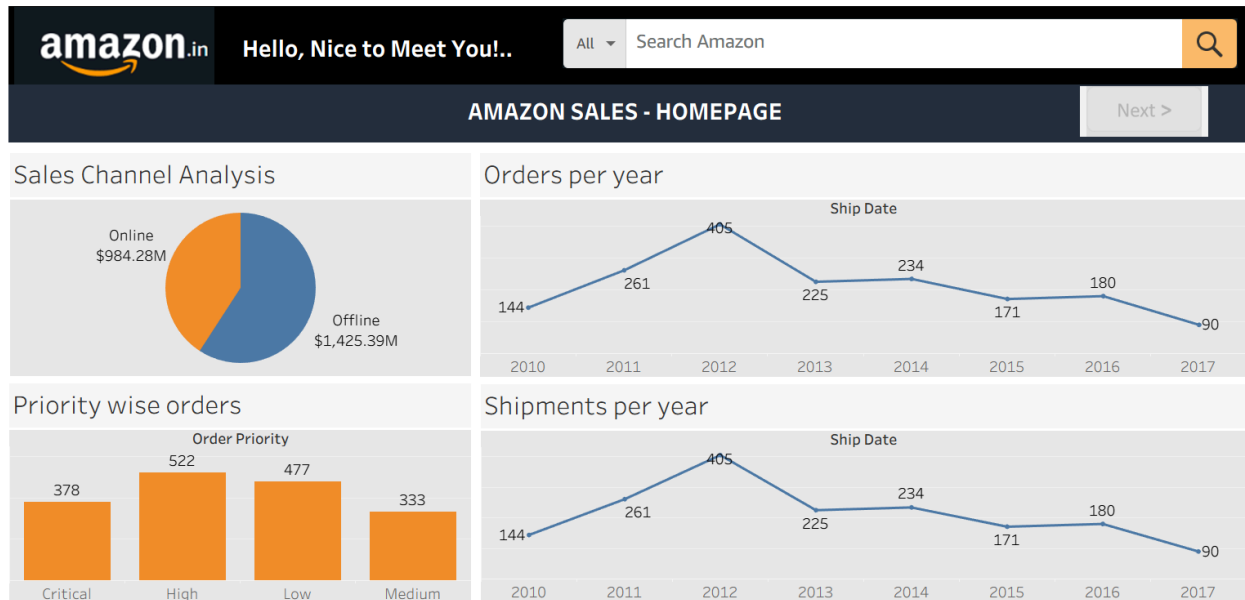 amazon.in
Hello, Nice to Meet You!..
All
Search Amazon
AMAZON SALES - HOMEPAGE
Next >
Sales Channel Analysis
Online
$984.28M
Offline
$1,425.39M
Orders per year
Ship Date
144
261
405
225
234
171
180
90
2010 2011 2012 2013 2014 2015 2016 2017
Priority wise orders
Order Priority
378
522
477
333
Critical High Low Medium
Shipments per year
Ship Date
144
261
405
225
234
171
180
90
2010 2011 2012 2013 2014 2015 2016 2017